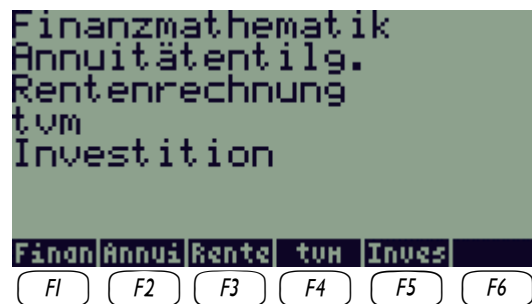 Finanzmathematik
Annuitätentilg.
Rentenrechnung
tvm
Investition
Finan Annui Rente tvm Inves
F1 F2 F3 F4 F5 F6